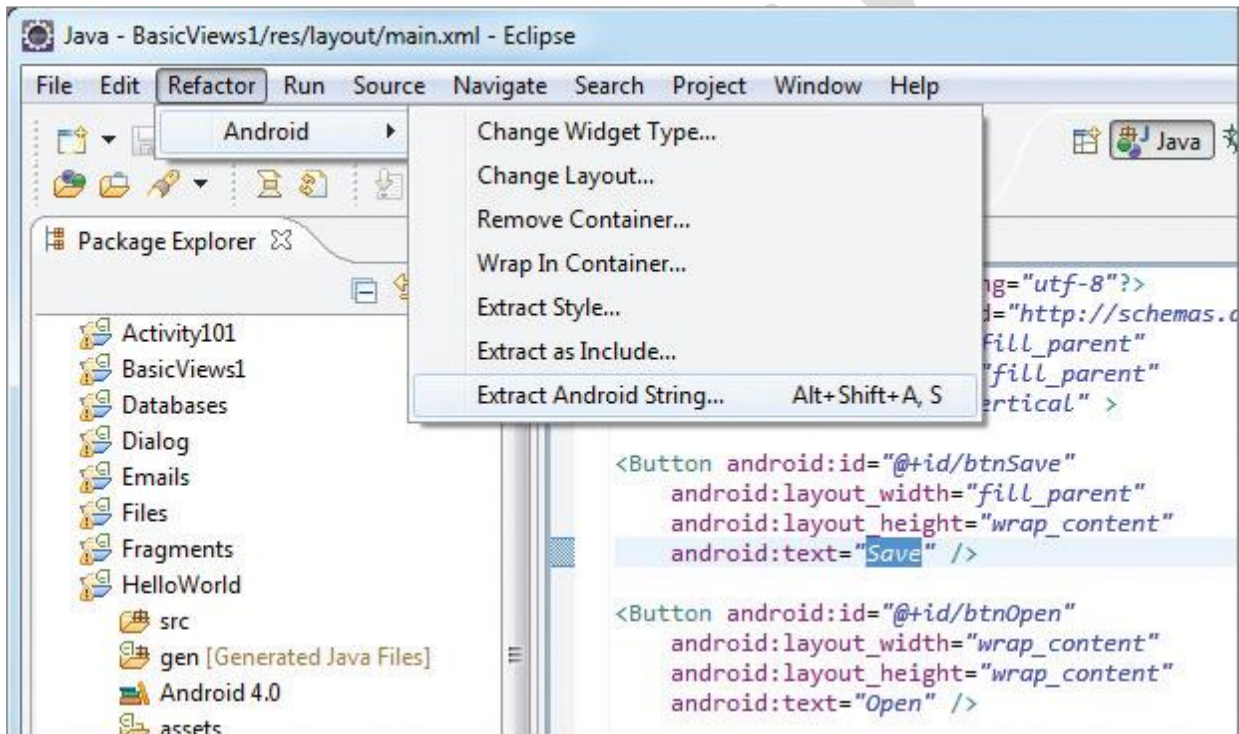 Java - BasicViews1/res/layout/main.xml - Eclipse
File Edit Refactor Run Source Navigate Search Project Window Help
Android
Change Widget Type...
Change Layout...
Remove Container...
Wrap In Container...
Extract Style...
Extract as Include...
Extract Android String... Alt+Shift+A, S
Java
Package Explorer
Activity101
BasicViews1
Databases
Dialog
Emails
Files
Fragments
HelloWorld
src
gen [Generated Java Files]
Android 4.0
assets
ng="utf-8"?>
d="http://schemas.
fill_parent"
"fill_parent"
ertical" >
<Button android:id="@+id/btnSave"
android:layout_width="fill_parent"
android:layout_height="wrap_content"
android:text="Save" />
<Button android:id="@+id/btnOpen"
android:layout_width="wrap_content"
android:layout_height="wrap_content"
android:text="Open" />